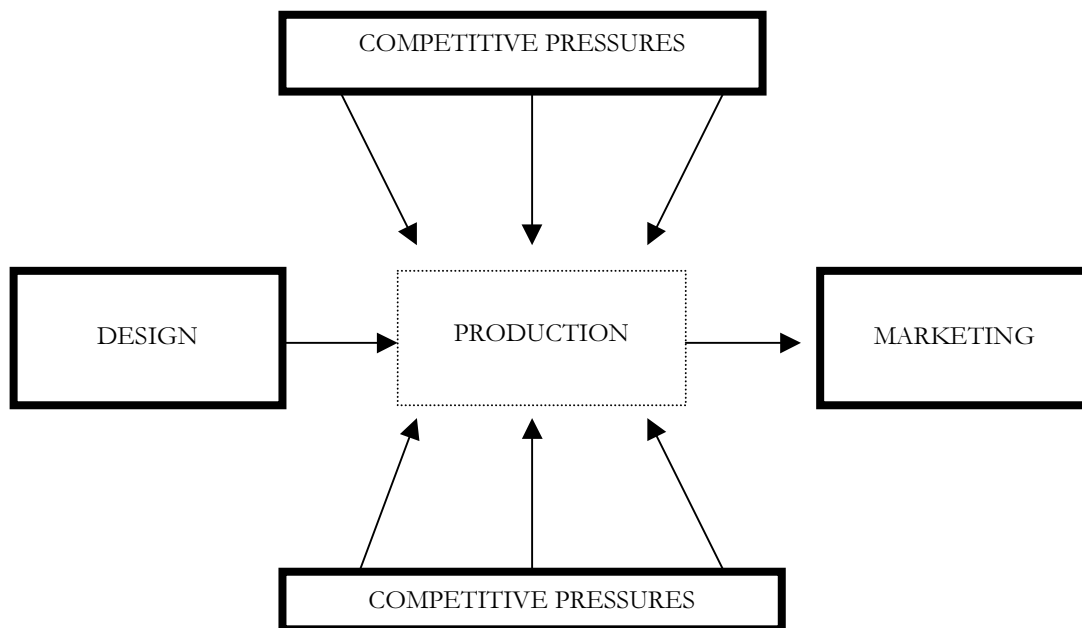 COMPETITIVE PRESSURES
DESIGN
PRODUCTION
MARKETING
COMPETITIVE PRESSURES